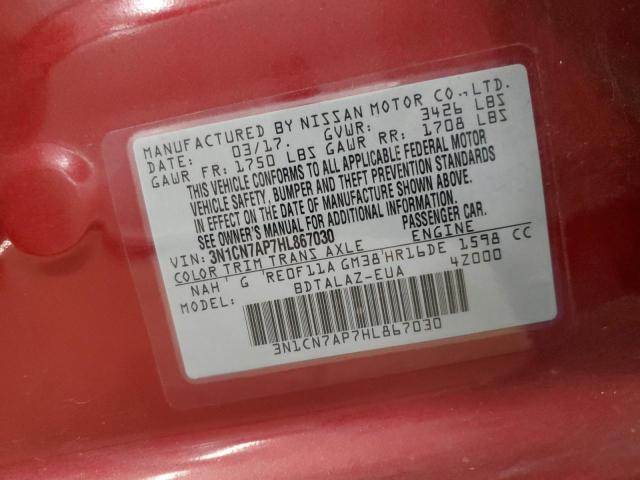 MANUFACTURED BY NISSAN MOTOR CO.,LTD.
DATE: 03/17. GVWR: 3426 LBS
GAWR FR: 1750 LBS GAWR RR: 1708 LBS
THIS VEHICLE CONFORMS TO ALL APPLICABLE FEDERAL MOTOR
VEHICLE SAFETY, BUMPER AND THEFT PREVENTION STANDARDS
IN EFFECT ON THE DATE OF MANUFACTURE SHOWN ABOVE.
SEE OWNER'S MANUAL FOR ADDITIONAL INFORMATION.
VIN: 3N1CN7AP7HL867030 PASSENGER CAR.
COLOR TRIM TRANS AXLE ENGINE
NAH G RE0F11A GM38 HR16DE 1598 CC
MODEL: BDTALAZ-EUA 4Z000
3N1CN7AP7HL867030